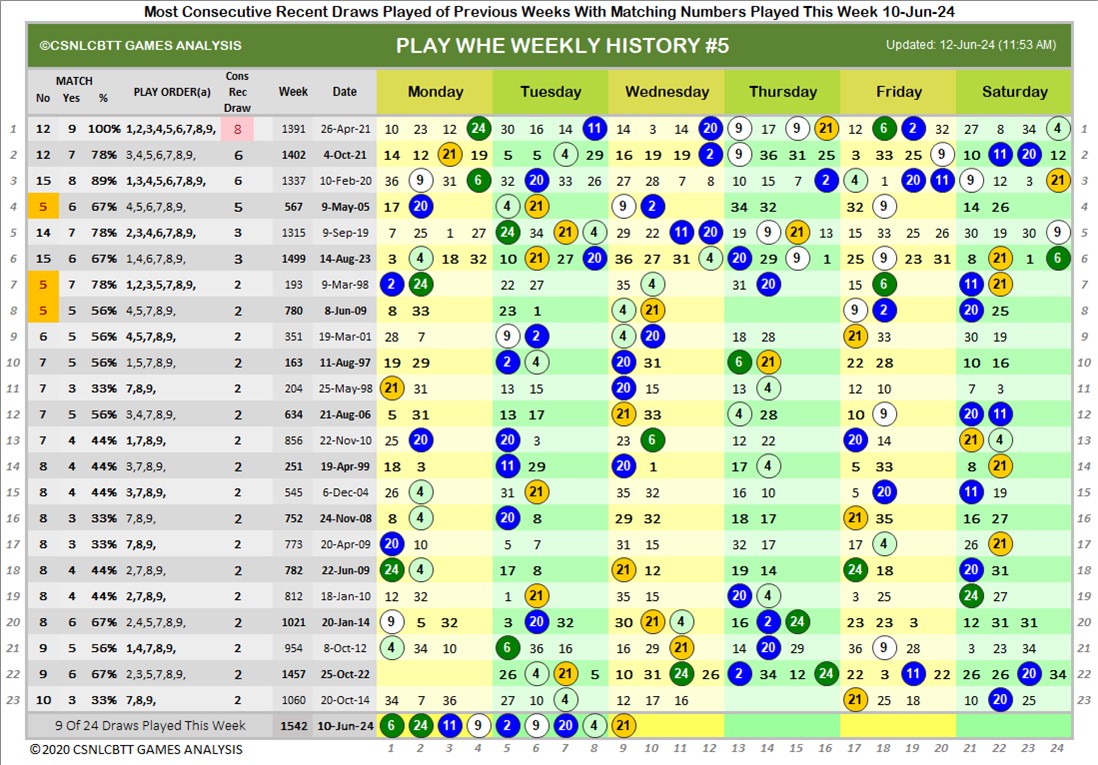 Most Consecutive Recent Draws Played of Previous Weeks With Matching Numbers Played This Week 10-Jun-24
©CSNLCBTT GAMES ANALYSIS PLAY WHE WEEKLY HISTORY #5 Updated: 12-Jun-24 (11:53 AM)
MATCH PLAY ORDER(a) Cons Rec Draw Week Date Monday Tuesday Wednesday Thursday Friday Saturday
No Yes %
1 12 9 100% 1,2,3,4,5,6,7,8,9, 8 1391 26-Apr-21 10 23 12 24 30 16 14 11 14 3 14 20 9 17 9 21 12 6 2 32 27 8 34 4 1
2 12 7 78% 3,4,5,6,7,8,9, 6 1402 4-Oct-21 14 12 21 19 5 5 4 29 16 19 19 2 9 36 31 25 3 33 25 9 10 11 20 12 2
3 15 8 89% 1,3,4,5,6,7,8,9, 6 1337 10-Feb-20 36 9 31 6 32 20 33 26 27 28 7 8 10 15 7 2 4 1 20 11 9 12 3 21 3
4 5 6 67% 4,5,6,7,8,9, 5 567 9-May-05 17 20 4 21 9 2 34 32 32 9 14 26 4
5 14 7 78% 2,3,4,6,7,8,9, 3 1315 9-Sep-19 7 25 1 27 24 34 21 4 29 22 11 20 19 9 21 13 15 33 25 26 30 19 30 9 5
6 15 6 67% 1,4,6,7,8,9, 3 1499 14-Aug-23 3 4 18 32 10 21 27 20 36 27 31 4 20 29 9 1 25 9 23 31 8 21 1 6 6
7 5 7 78% 1,2,3,5,7,8,9, 2 193 9-Mar-98 2 24 22 27 35 4 31 20 15 6 11 21 7
8 5 5 56% 4,5,7,8,9, 2 780 8-Jun-09 8 33 23 1 4 21 9 2 20 25 8
9 6 5 56% 4,5,7,8,9, 2 351 19-Mar-01 28 7 9 2 4 20 18 28 21 33 30 19 9
10 7 5 56% 1,5,7,8,9, 2 163 11-Aug-97 19 29 2 4 20 31 6 21 22 28 10 16 10
11 7 3 33% 7,8,9, 2 204 25-May-98 21 31 13 15 20 15 13 4 12 10 7 3 11
12 7 5 56% 3,4,7,8,9, 2 634 21-Aug-06 5 31 13 17 21 33 4 28 10 9 20 11 12
13 7 4 44% 1,7,8,9, 2 856 22-Nov-10 25 20 20 3 23 6 12 22 20 14 21 4 13
14 8 4 44% 3,7,8,9, 2 251 19-Apr-99 18 3 11 29 20 1 17 4 5 33 8 21 14
15 8 4 44% 3,7,8,9, 2 545 6-Dec-04 26 4 31 21 35 32 16 10 5 20 11 19 15
16 8 3 33% 7,8,9, 2 752 24-Nov-08 8 4 20 8 29 32 18 17 21 35 16 27 16
17 8 3 33% 7,8,9, 2 773 20-Apr-09 20 10 5 7 31 15 32 17 17 4 26 21 17
18 8 4 44% 2,7,8,9, 2 782 22-Jun-09 24 4 17 8 21 12 19 14 24 18 20 31 18
19 8 4 44% 2,7,8,9, 2 812 18-Jan-10 12 32 1 21 35 15 20 4 3 25 24 27 19
20 8 6 67% 2,4,5,7,8,9, 2 1021 20-Jan-14 9 5 32 3 20 32 30 21 4 16 2 24 23 23 3 12 31 31 20
21 9 5 56% 1,4,7,8,9, 2 954 8-Oct-12 4 34 10 6 36 16 16 29 21 14 20 29 36 9 28 3 23 34 21
22 9 6 67% 2,3,5,7,8,9, 2 1457 25-Oct-22 26 4 21 5 10 31 24 26 2 34 12 24 22 3 11 22 26 26 20 34 22
23 10 3 33% 7,8,9, 2 1060 20-Oct-14 34 7 36 27 10 4 12 17 16 21 25 18 10 20 25 23
9 Of 24 Draws Played This Week 1542 10-Jun-24 6 24 11 9 2 9 20 4 21
© 2020 CSNLCBTT GAMES ANALYSIS 1 2 3 4 5 6 7 8 9 10 11 12 13 14 15 16 17 18 19 20 21 22 23 24